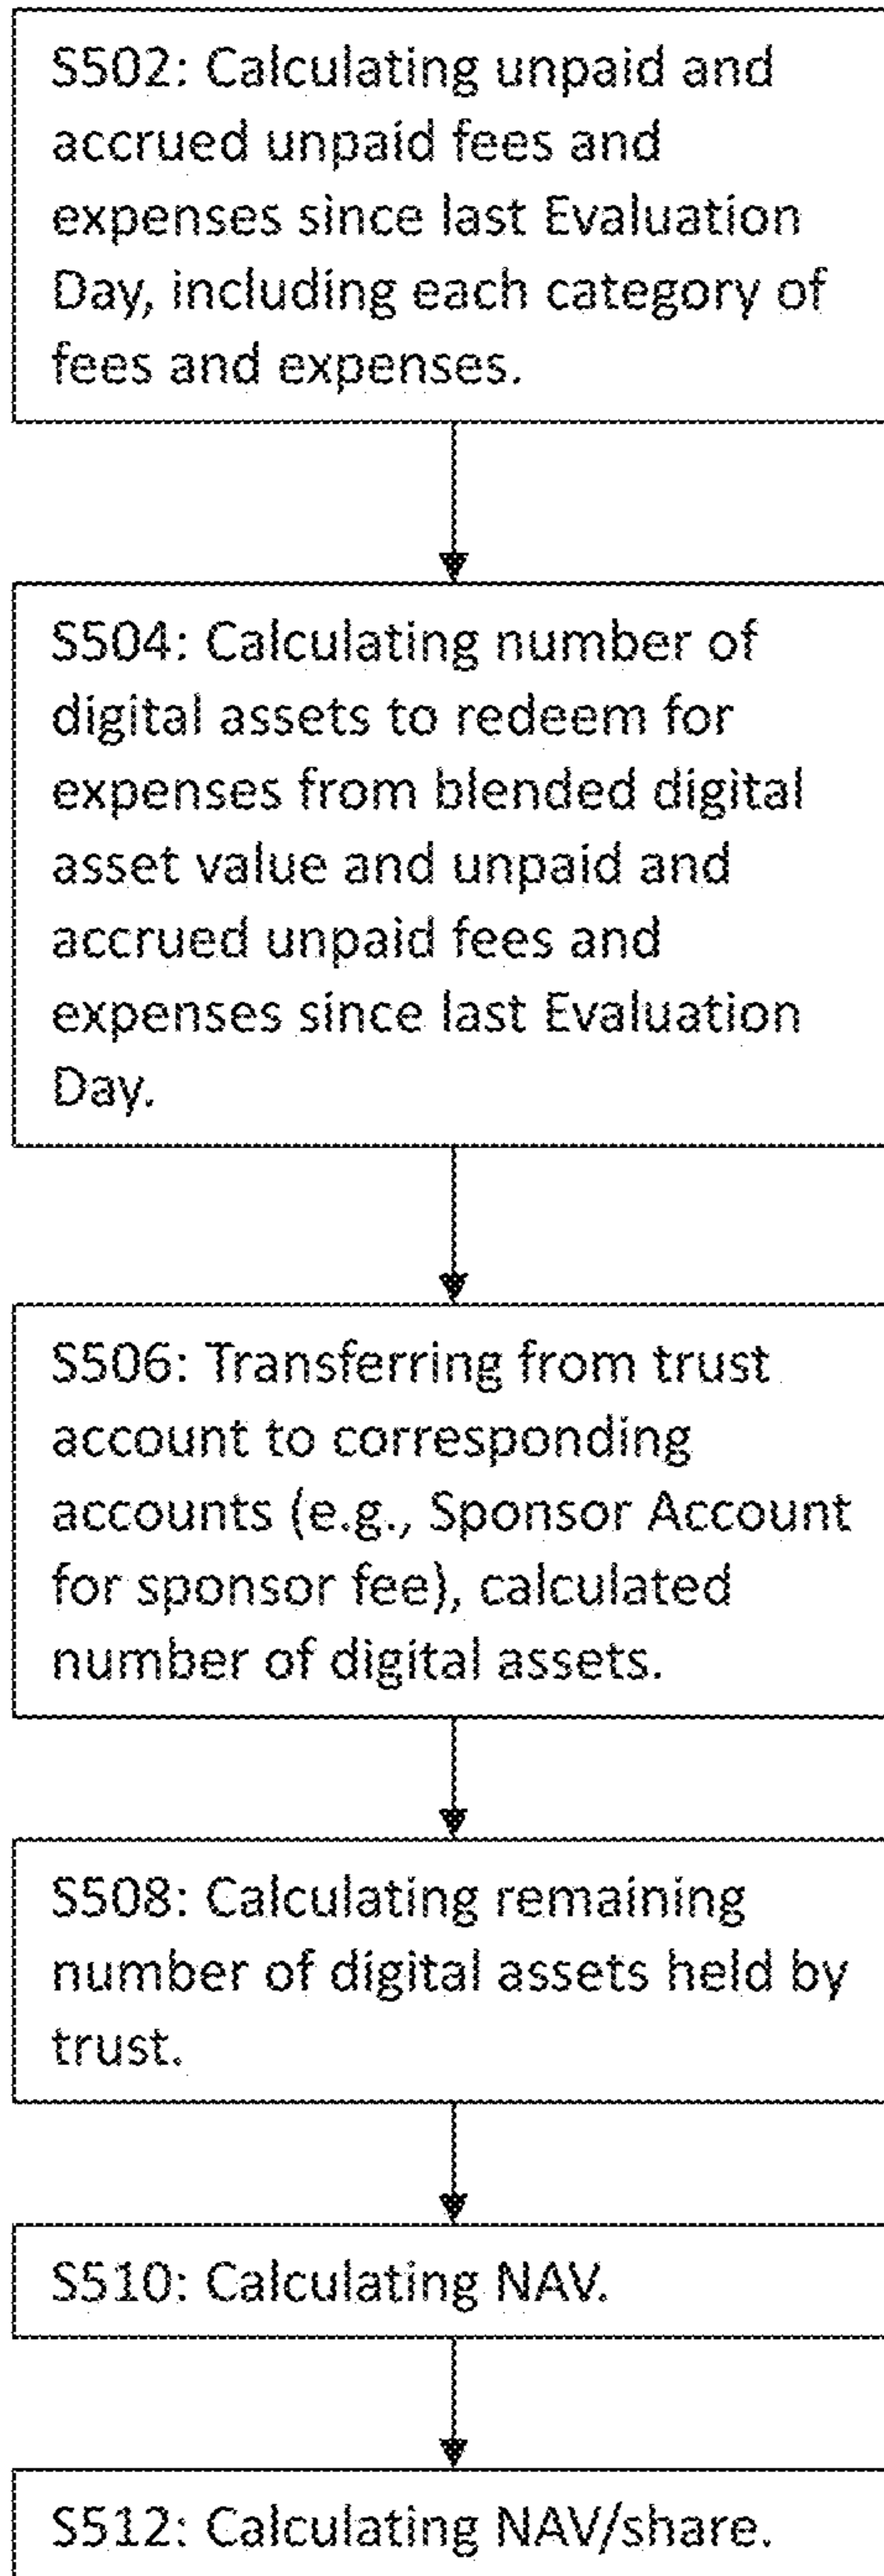 S502: Calculating unpaid and
accrued unpaid fees and
expenses since last Evaluation
Day, including each category of
fees and expenses.
S504: Calculating number of
digital assets to redeem for
expenses from blended digital
asset value and unpaid and
accrued unpaid fees and
expenses since last Evaluation
Day.
S506: Transferring from trust
account to corresponding
accounts (e.g., Sponsor Account
for sponsor fee), calculated
number of digital assets.
S508: Calculating remaining
number of digital assets held by
trust.
S510: Calculating NAV.
S512: Calculating NAV/share.